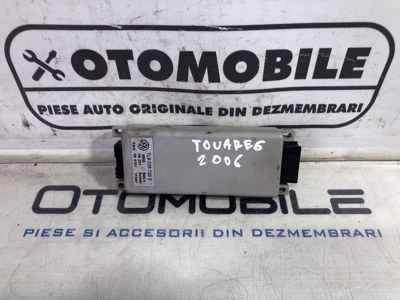 OTOMOBILE
PIESE AUTO ORIGINALE DIN DEZMEMBRARI
TOUAREG
2006
OTOMOBILE
PIESE SI ACCESORII DIN DEZMEMBRARI